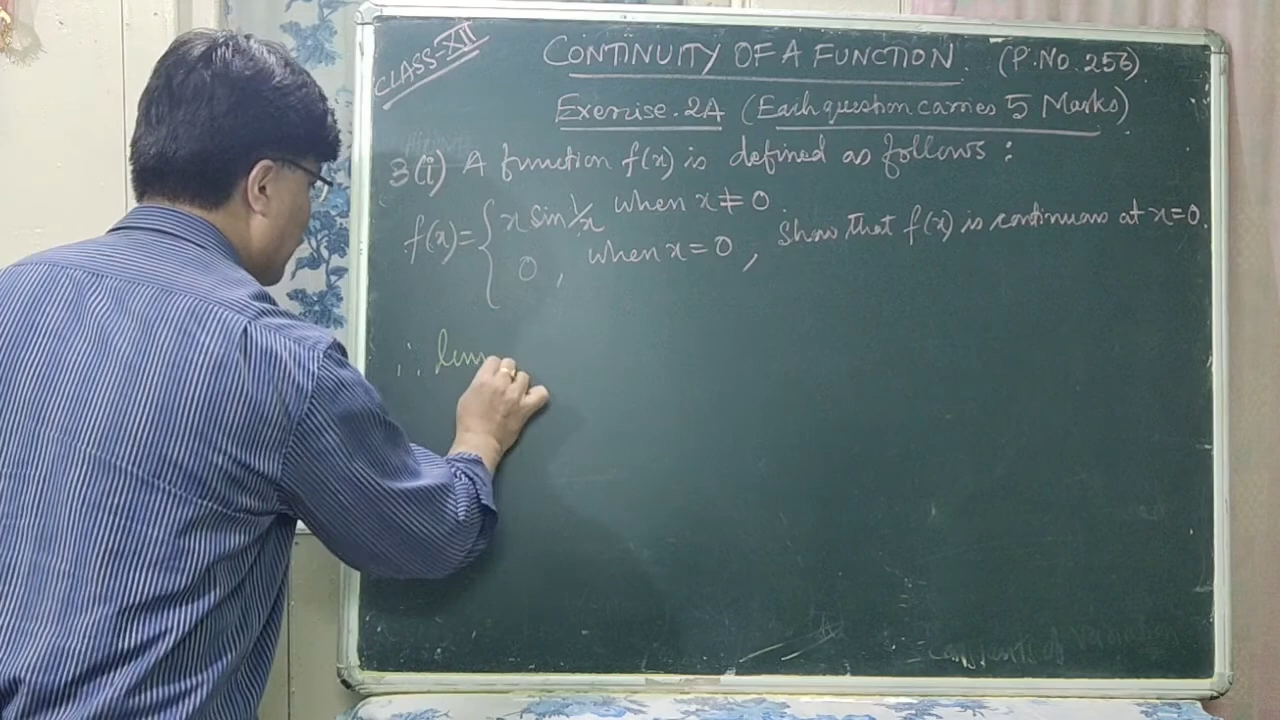 CLASS-XII
CONTINUITY OF A FUNCTION. (P.NO.256)
Exercise.2A (Each question carries 5 Marks)
3(i) A function f(x) is defined as follows:
f(x)={ x sin 1/x when x≠0
0, when x=0, Show that f(x) is continuous at x=0.
∴ lim